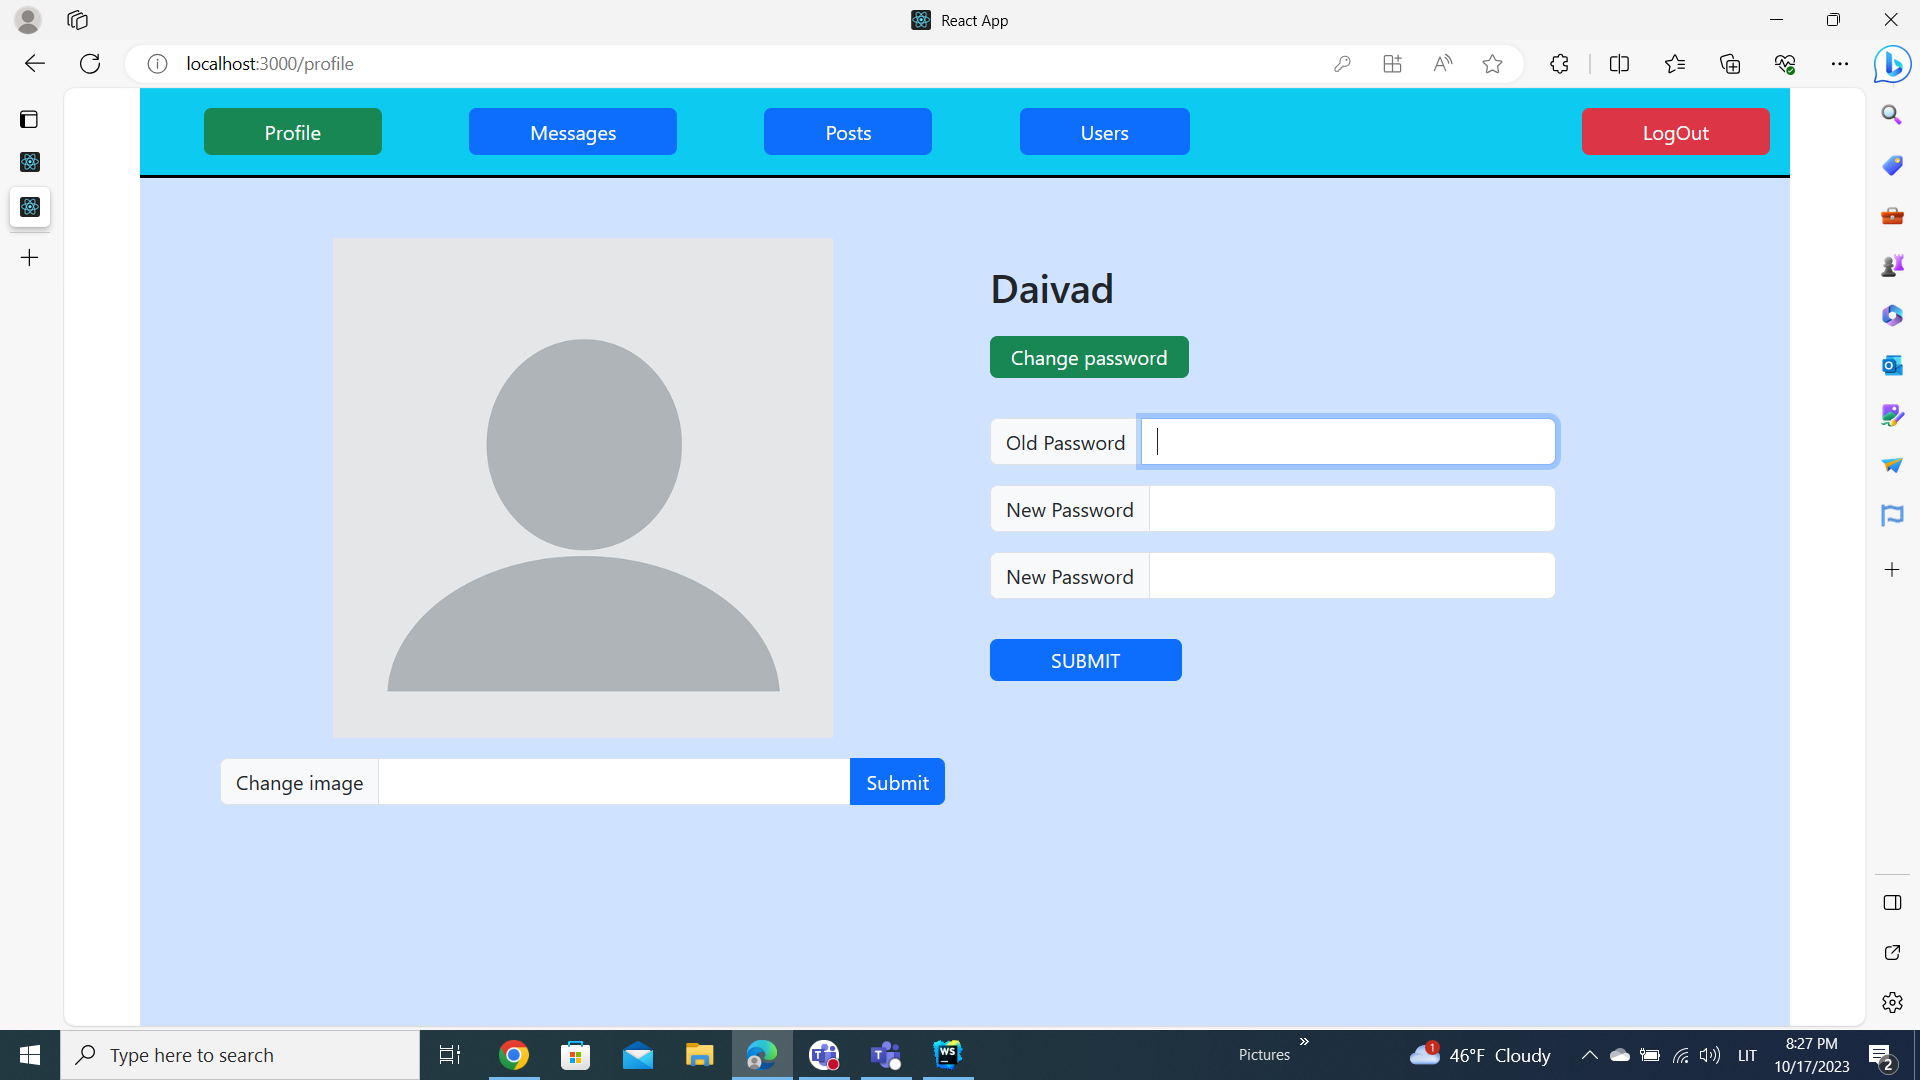 React App
localhost:3000/profile
Profile
Messages
Posts
Users
LogOut
Daivad
Change password
Old Password
New Password
New Password
SUBMIT
Change image
Submit
Type here to search
WS
Pictures
1
46°F Cloudy
LIT
8:27 PM
10/17/2023
2